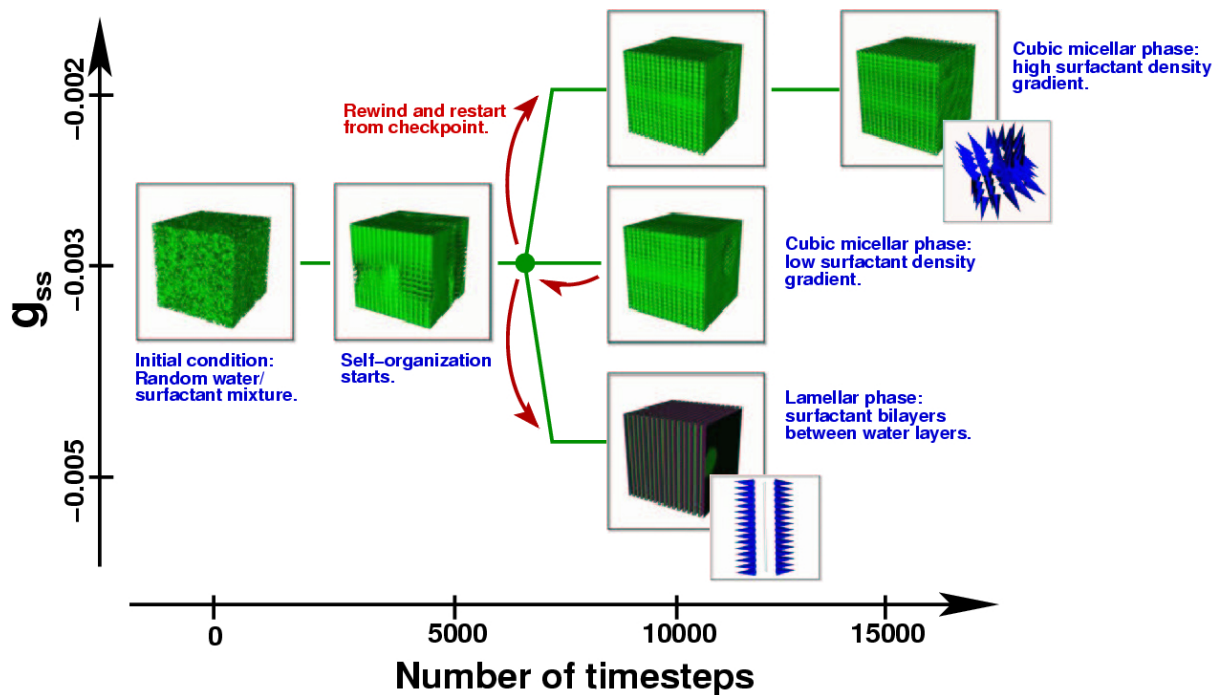 Cubic micellar phase:
high surfactant density
gradient.
Rewind and restart
from checkpoint.
−0.002
−0.003
−0.005
gss
Cubic micellar phase:
low surfactant density
gradient.
Initial condition:
Random water/
surfactant mixture.
Self−organization
starts.
Lamellar phase:
surfactant bilayers
between water layers.
0
5000
10000
15000
Number of timesteps